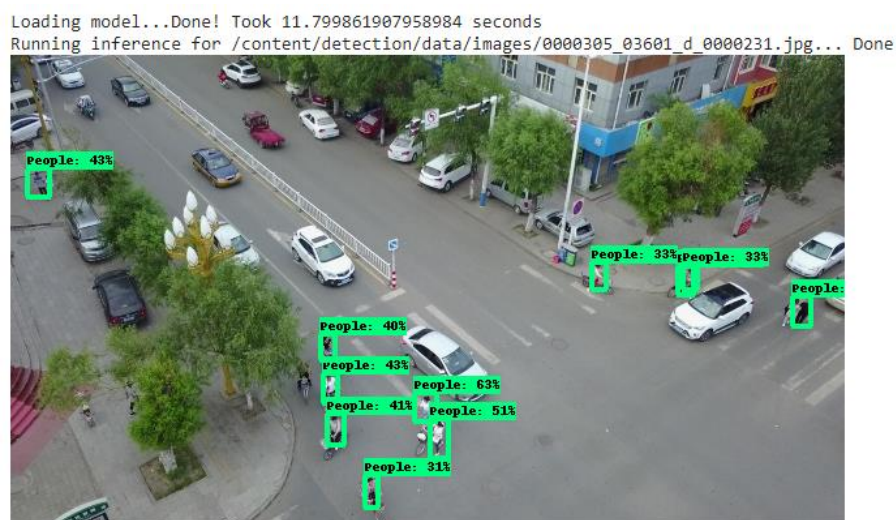 Loading model...Done! Took 11.799861907958984 seconds
Running inference for /content/detection/data/images/0000305_03601_d_0000231.jpg... Done
People: 43%
People: 33%
People: 33%
People:
People: 40%
People: 43%
People: 63%
People: 41%
People: 51%
People: 31%